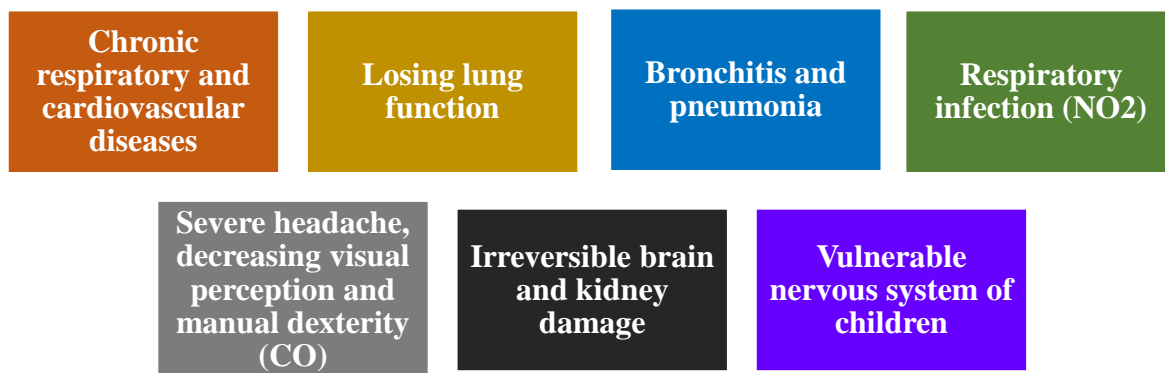 Chronic
respiratory and
cardiovascular
diseases
Losing lung
function
Bronchitis and
pneumonia
Respiratory
infection (NO2)
Severe headache,
decreasing visual
perception and
manual dexterity
(CO)
Irreversible brain
and kidney
damage
Vulnerable
nervous system of
children